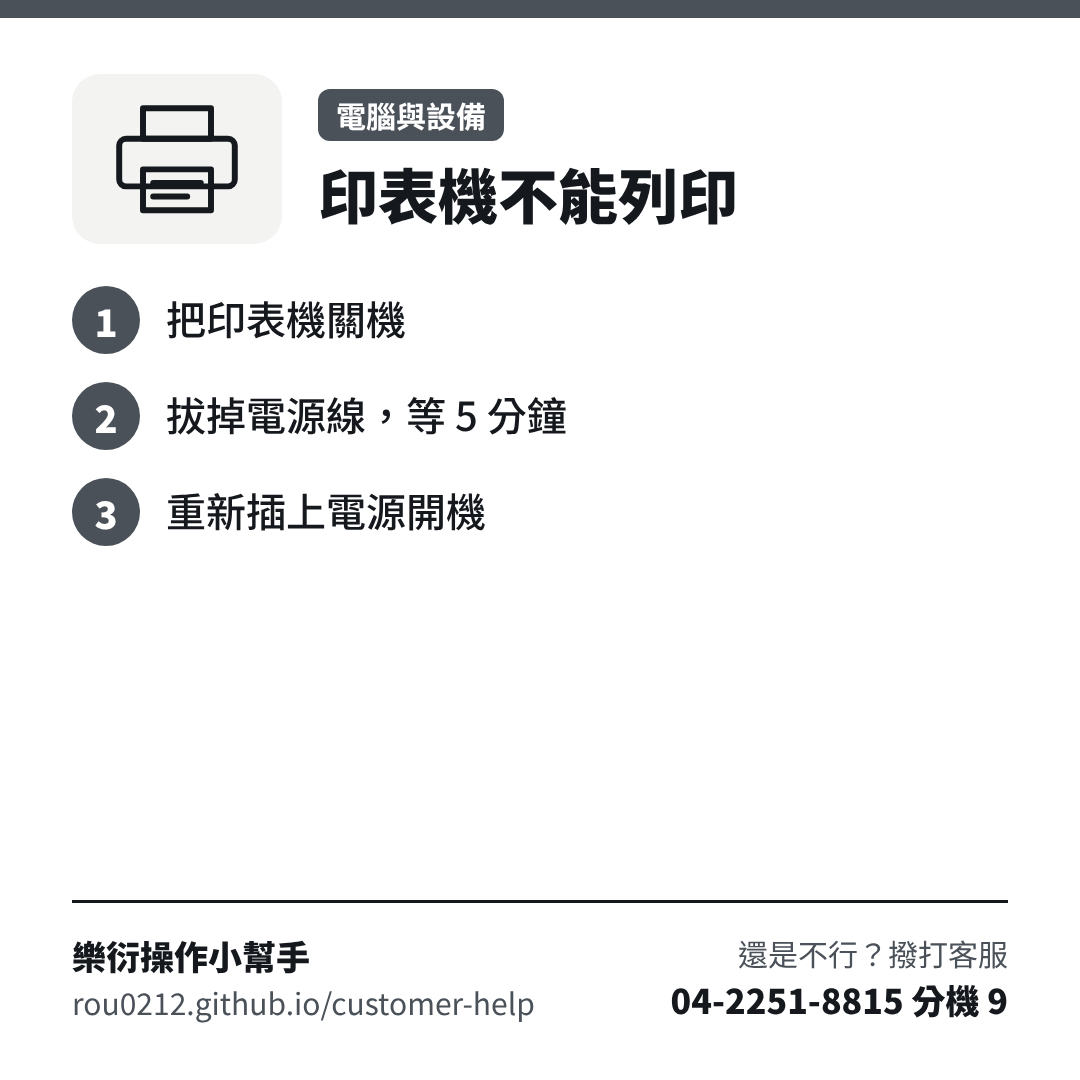 電腦與設備
印表機不能列印
1 把印表機關機
2 拔掉電源線，等 5 分鐘
3 重新插上電源開機
樂衍操作小幫手
rou0212.github.io/customer-help
還是不行？撥打客服
04-2251-8815 分機 9